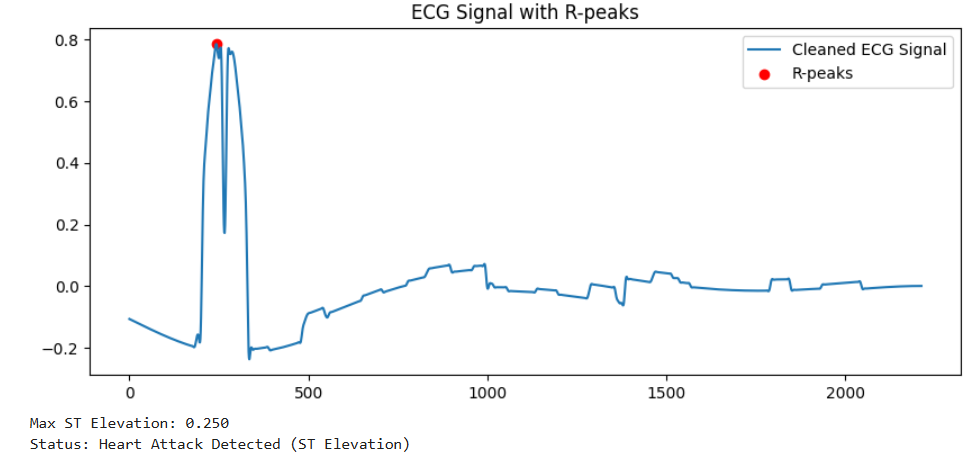 ECG Signal with R-peaks
Cleaned ECG Signal
R-peaks
0.8
0.6
0.4
0.2
0.0
−0.2
0 500 1000 1500 2000
Max ST Elevation: 0.250
Status: Heart Attack Detected (ST Elevation)